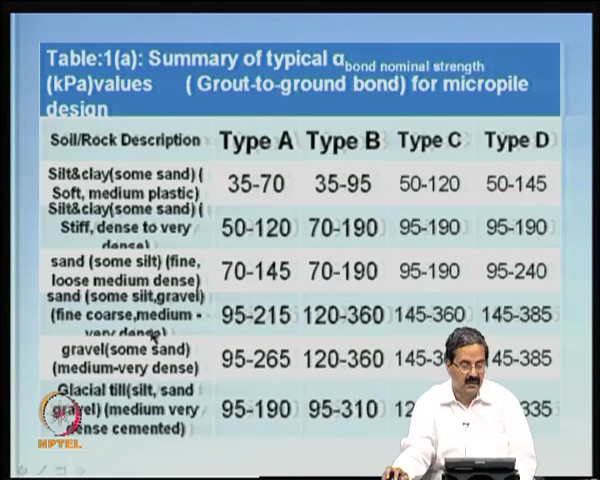 Table:1(a): Summary of typical α bond nominal strength
(kPa)values ( Grout-to-ground bond) for micropile
design
Soil/Rock Description Type A Type B Type C Type D
Silt&clay(some sand) (
Soft, medium plastic) 35-70 35-95 50-120 50-145
Silt&clay(some sand) (
Stiff, dense to very
dense) 50-120 70-190 95-190 95-190
sand (some silt) (fine,
loose medium dense) 70-145 70-190 95-190 95-240
sand (some silt,gravel)
(fine coarse,medium -
very dense) 95-215 120-360 145-360 145-385
gravel(some sand)
(medium-very dense) 95-265 120-360 145-3 145-385
Glacial till(silt, sand
gravel) (medium very
dense cemented) 95-190 95-310 12 335
NPTEL